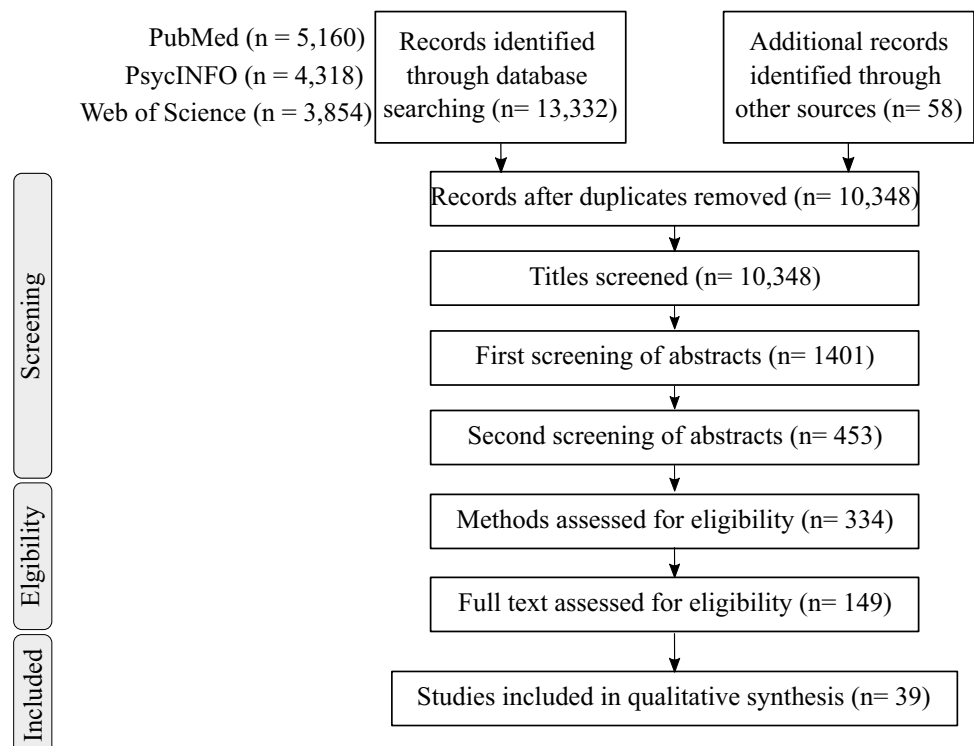 PubMed (n = 5,160)
PsycINFO (n = 4,318)
Web of Science (n = 3,854)
Records identified
through database
searching (n= 13,332)
Additional records
identified through
other sources (n= 58)
Screening
Records after duplicates removed (n= 10,348)
Titles screened (n= 10,348)
First screening of abstracts (n= 1401)
Second screening of abstracts (n= 453)
Elgibility
Methods assessed for eligibility (n= 334)
Full text assessed for eligibility (n= 149)
Included
Studies included in qualitative synthesis (n= 39)